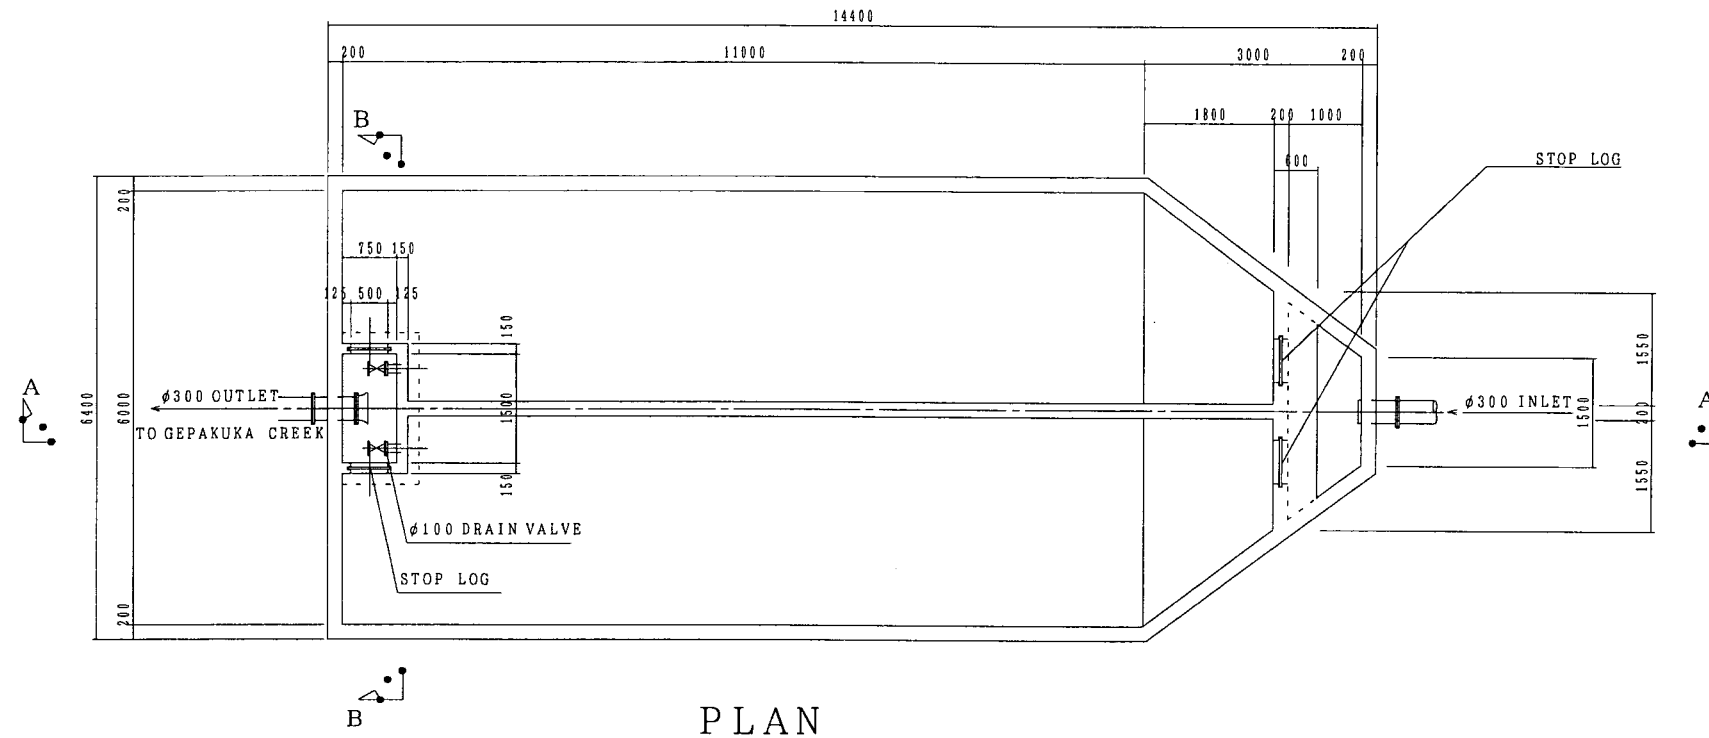 14400
200 11000 3000 200
B
1800 200 1000
STOP LOG
600
200
750 150
125 500 125
150
1550
A
6400
6000
φ300 OUTLET
TO GEPAKUKA CREEK
1500
φ300 INLET
1500
200
A
150
1550
φ100 DRAIN VALVE
STOP LOG
200
B
PLAN